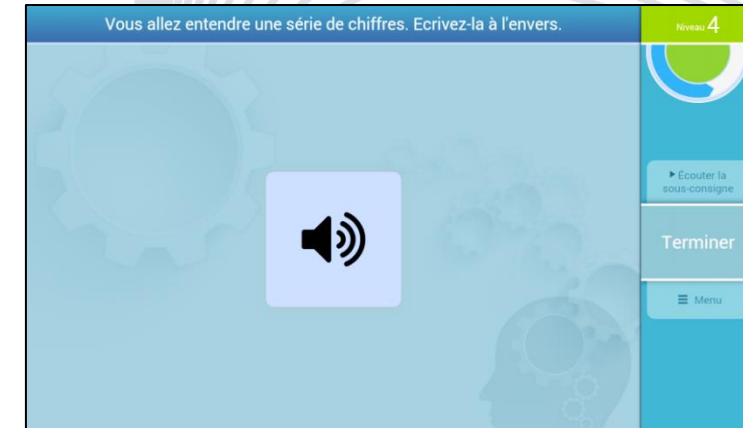 Vous allez entendre une série de chiffres. Ecrivez-la à l'envers.
Niveau 4
Écouter la
sous-consigne
Terminer
Menu